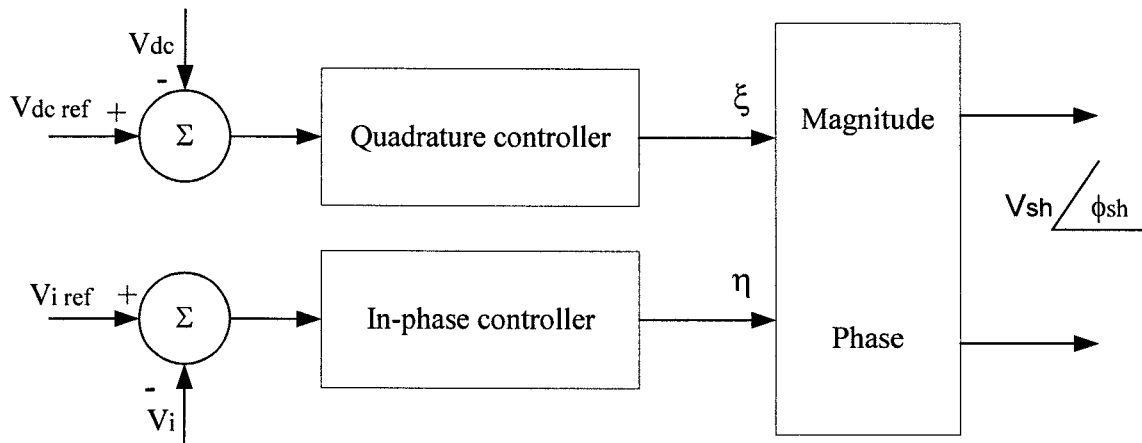 Vdc
-
Vdc ref +
Σ
Quadrature controller
ξ
Magnitude
Vsh ϕsh
Vi ref +
Σ
In-phase controller
η
Phase
-
Vi